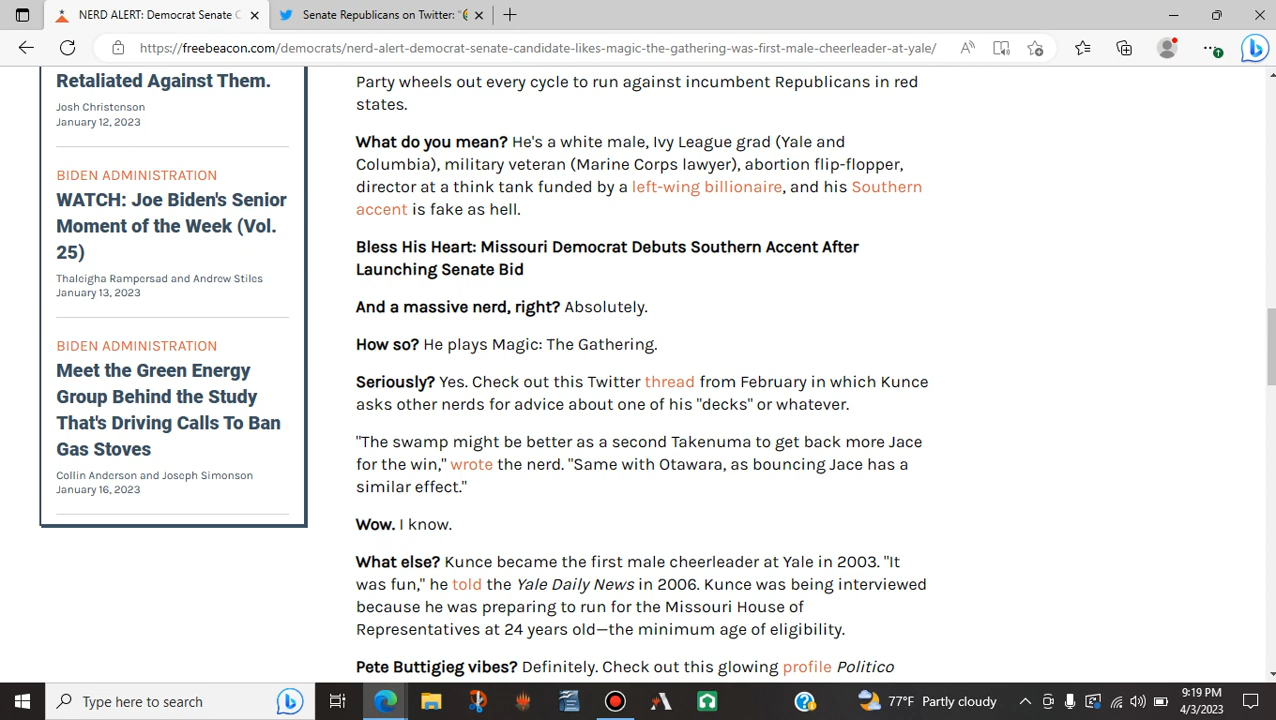 NERD ALERT: Democrat Senate C
Senate Republicans on Twitter: "
https://freebeacon.com/democrats/nerd-alert-democrat-senate-candidate-likes-magic-the-gathering-was-first-male-cheerleader-at-yale/
Retaliated Against Them.
Josh Christenson
January 12, 2023
BIDEN ADMINISTRATION
WATCH: Joe Biden's Senior
Moment of the Week (Vol.
25)
Thaleigha Rampersad and Andrew Stiles
January 13, 2023
BIDEN ADMINISTRATION
Meet the Green Energy
Group Behind the Study
That's Driving Calls To Ban
Gas Stoves
Collin Anderson and Joseph Simonson
January 16, 2023
Party wheels out every cycle to run against incumbent Republicans in red
states.
What do you mean? He's a white male, Ivy League grad (Yale and
Columbia), military veteran (Marine Corps lawyer), abortion flip-flopper,
director at a think tank funded by a left-wing billionaire, and his Southern
accent is fake as hell.
Bless His Heart: Missouri Democrat Debuts Southern Accent After
Launching Senate Bid
And a massive nerd, right? Absolutely.
How so? He plays Magic: The Gathering.
Seriously? Yes. Check out this Twitter thread from February in which Kunce
asks other nerds for advice about one of his "decks" or whatever.
"The swamp might be better as a second Takenuma to get back more Jace
for the win," wrote the nerd. "Same with Otawara, as bouncing Jace has a
similar effect."
Wow. I know.
What else? Kunce became the first male cheerleader at Yale in 2003. "It
was fun," he told the Yale Daily News in 2006. Kunce was being interviewed
because he was preparing to run for the Missouri House of
Representatives at 24 years old—the minimum age of eligibility.
Pete Buttigieg vibes? Definitely. Check out this glowing profile Politico
Type here to search
77°F Partly cloudy
9:19 PM
4/3/2023